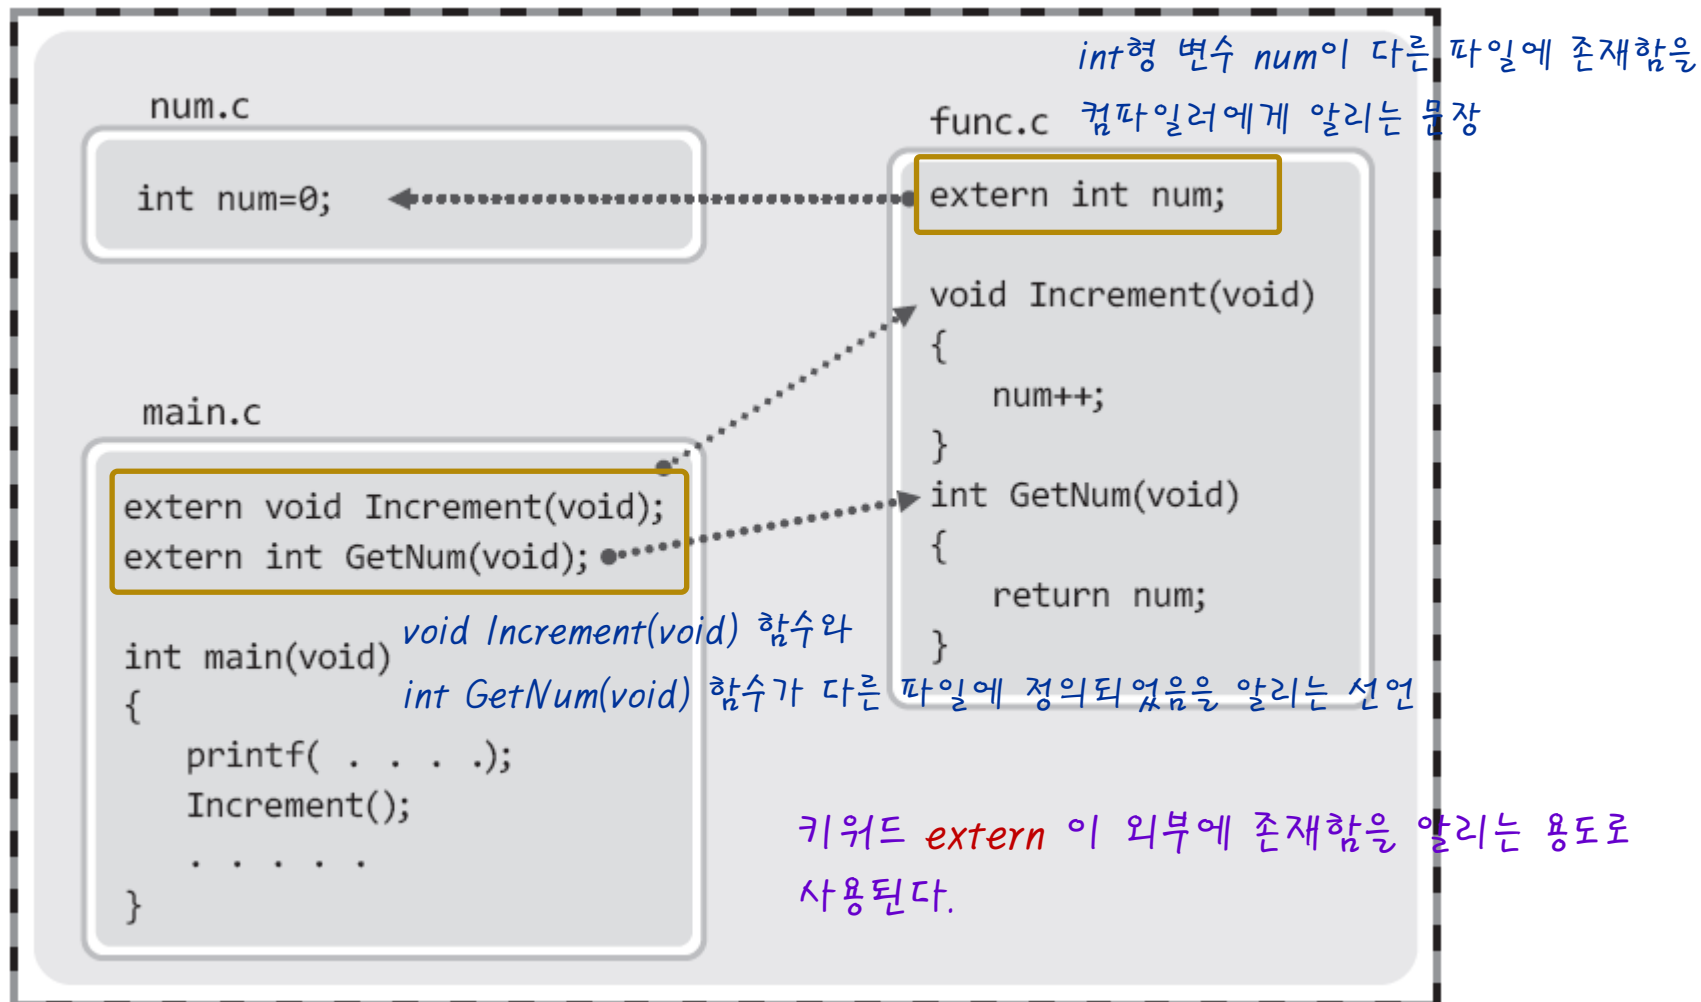 int형 변수 num이 다른 파일에 존재함을
컴파일러에게 알리는 문장
num.c
int num=0;
func.c
extern int num;
void Increment(void)
{
num++;
}
int GetNum(void)
{
return num;
}
main.c
extern void Increment(void);
extern int GetNum(void);
void Increment(void) 함수와
int GetNum(void) 함수가 다른 파일에 정의되었음을 알리는 선언
int main(void)
{
printf( . . . .);
Increment();
. . . . .
}
키워드 extern 이 외부에 존재함을 알리는 용도로
사용된다.